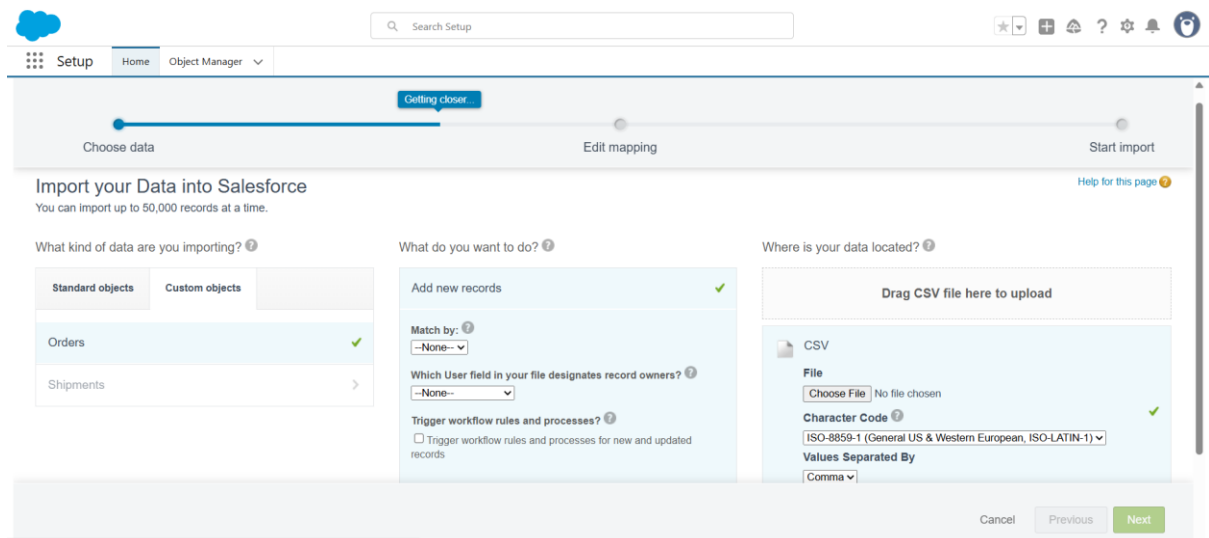 Search Setup
Setup
Home
Object Manager
Getting closer...
Choose data
Edit mapping
Start import
Import your Data into Salesforce
Help for this page
You can import up to 50,000 records at a time.
What kind of data are you importing?
Standard objects
Custom objects
Orders
Shipments
What do you want to do?
Add new records
Match by:
--None--
Which User field in your file designates record owners?
--None--
Trigger workflow rules and processes?
Trigger workflow rules and processes for new and updated
records
Where is your data located?
Drag CSV file here to upload
CSV
File
Choose File No file chosen
Character Code
ISO-8859-1 (General US & Western European, ISO-LATIN-1)
Values Separated By
Comma
Cancel
Previous
Next